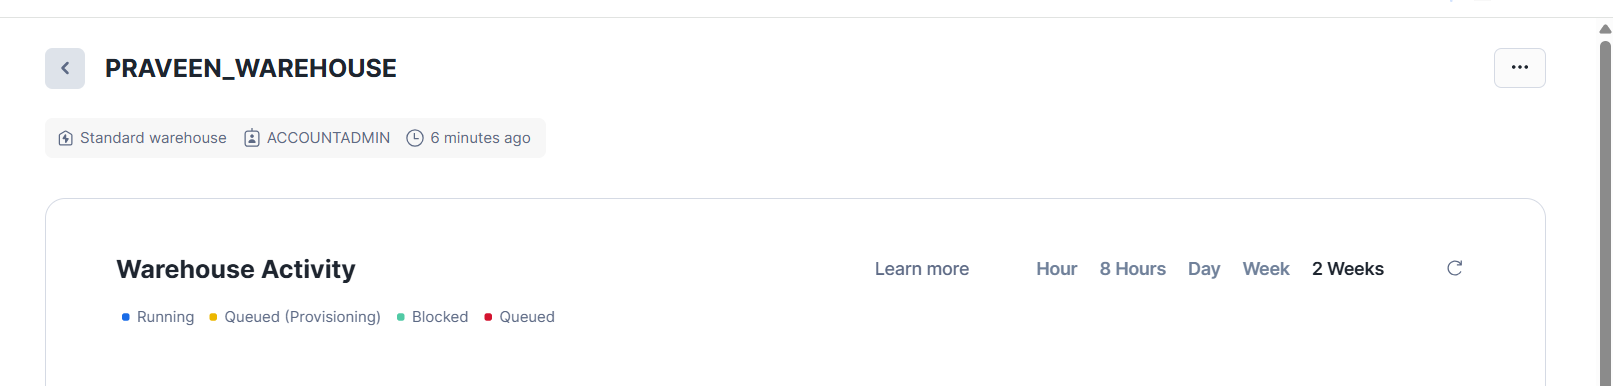 PRAVEEN_WAREHOUSE
Standard warehouse ACCOUNTADMIN 6 minutes ago
Warehouse Activity Learn more Hour 8 Hours Day Week 2 Weeks
Running Queued (Provisioning) Blocked Queued